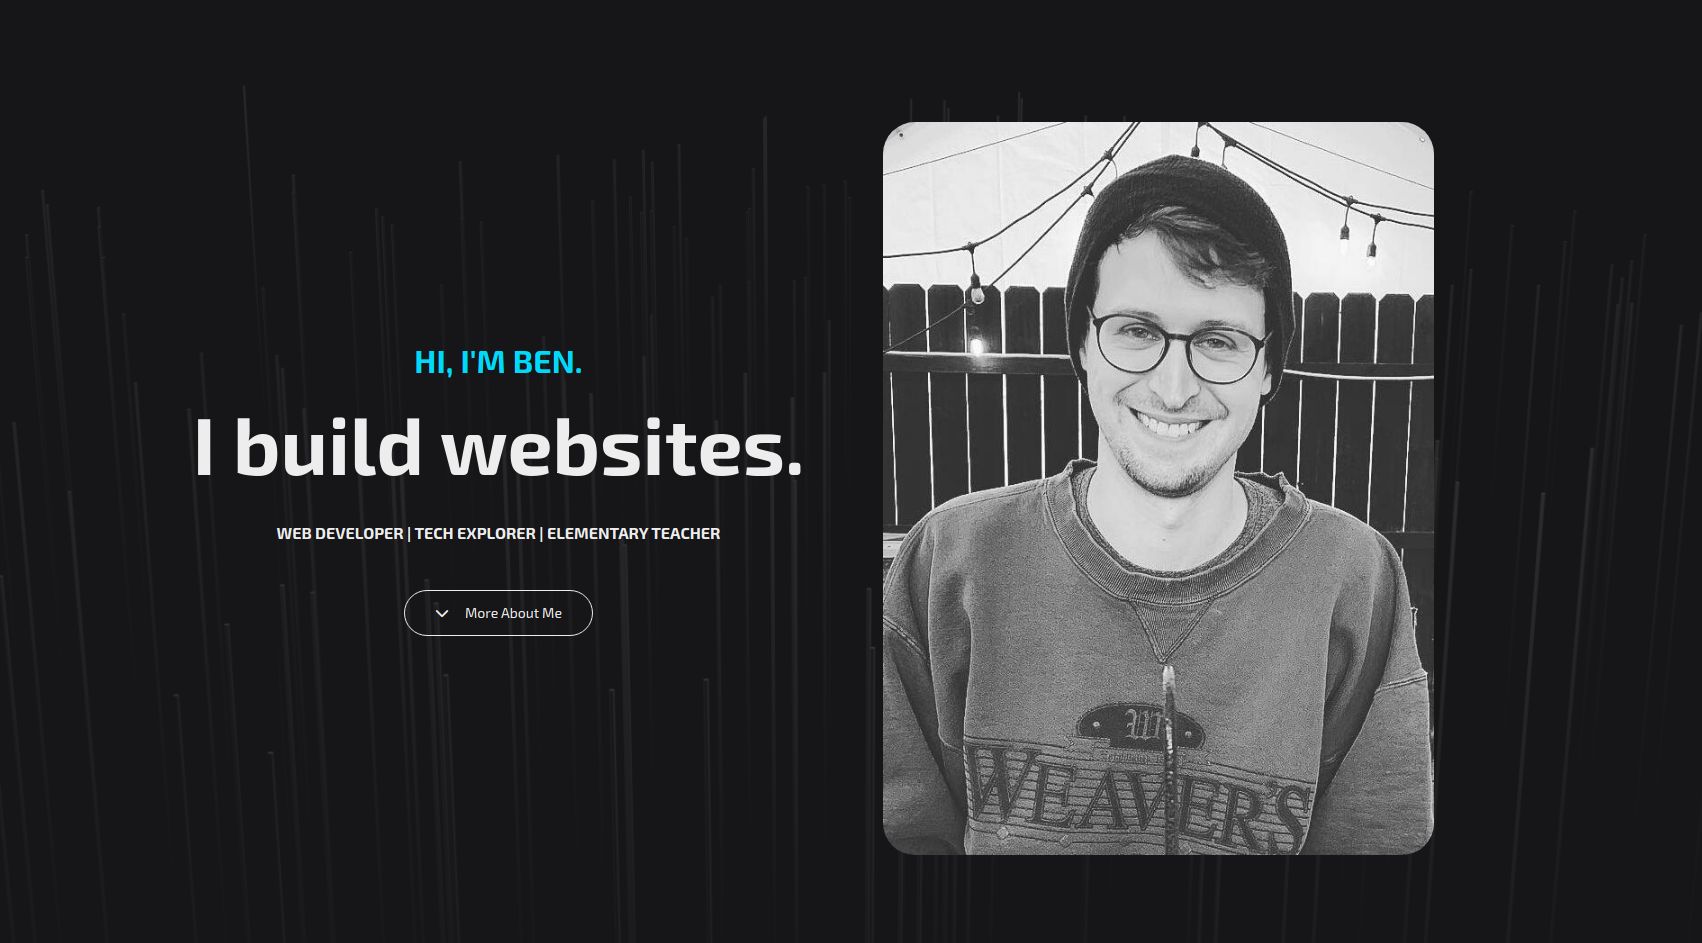 HI, I'M BEN.
I build websites.
WEB DEVELOPER | TECH EXPLORER | ELEMENTARY TEACHER
More About Me
W
WEAVER'S